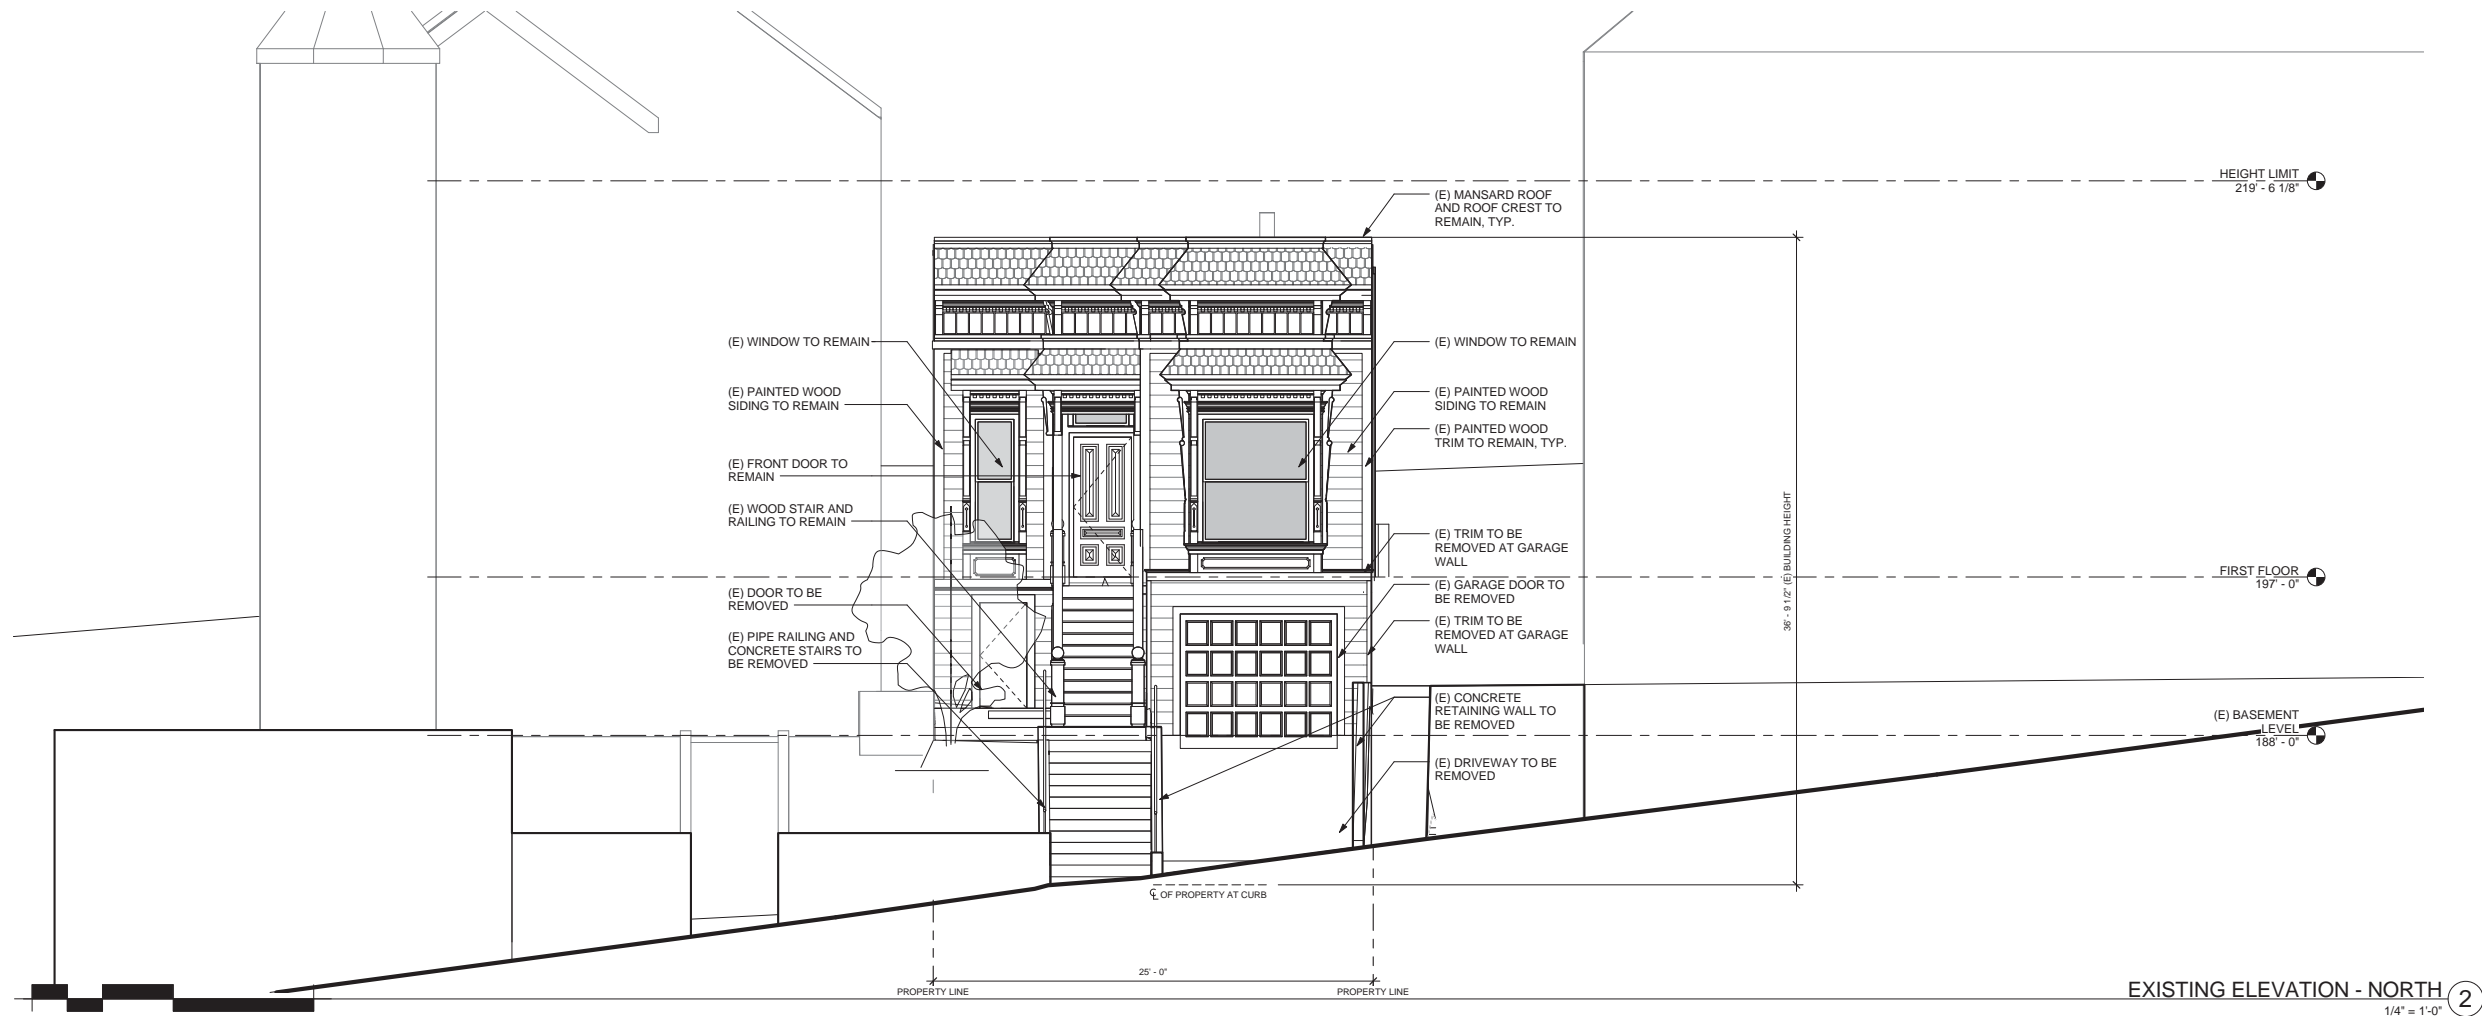 HEIGHT LIMIT
219' - 6 1/8"
(E) MANSARD ROOF
AND ROOF CREST TO
REMAIN, TYP.
(E) WINDOW TO REMAIN
(E) PAINTED WOOD
SIDING TO REMAIN
(E) FRONT DOOR TO
REMAIN
(E) WOOD STAIR AND
RAILING TO REMAIN
(E) DOOR TO BE
REMOVED
(E) PIPE RAILING AND
CONCRETE STAIRS TO
BE REMOVED
(E) WINDOW TO REMAIN
(E) PAINTED WOOD
SIDING TO REMAIN
(E) PAINTED WOOD
TRIM TO REMAIN, TYP.
(E) TRIM TO BE
REMOVED AT GARAGE
WALL
(E) GARAGE DOOR TO
BE REMOVED
(E) TRIM TO BE
REMOVED AT GARAGE
WALL
(E) CONCRETE
RETAINING WALL TO
BE REMOVED
(E) DRIVEWAY TO BE
REMOVED
36' - 9 1/2" (E) BUILDING HEIGHT
FIRST FLOOR
197' - 0"
(E) BASEMENT
LEVEL
188' - 0"
℄ OF PROPERTY AT CURB
25' - 0"
PROPERTY LINE
PROPERTY LINE
EXISTING ELEVATION - NORTH
1/4" = 1'-0"
2